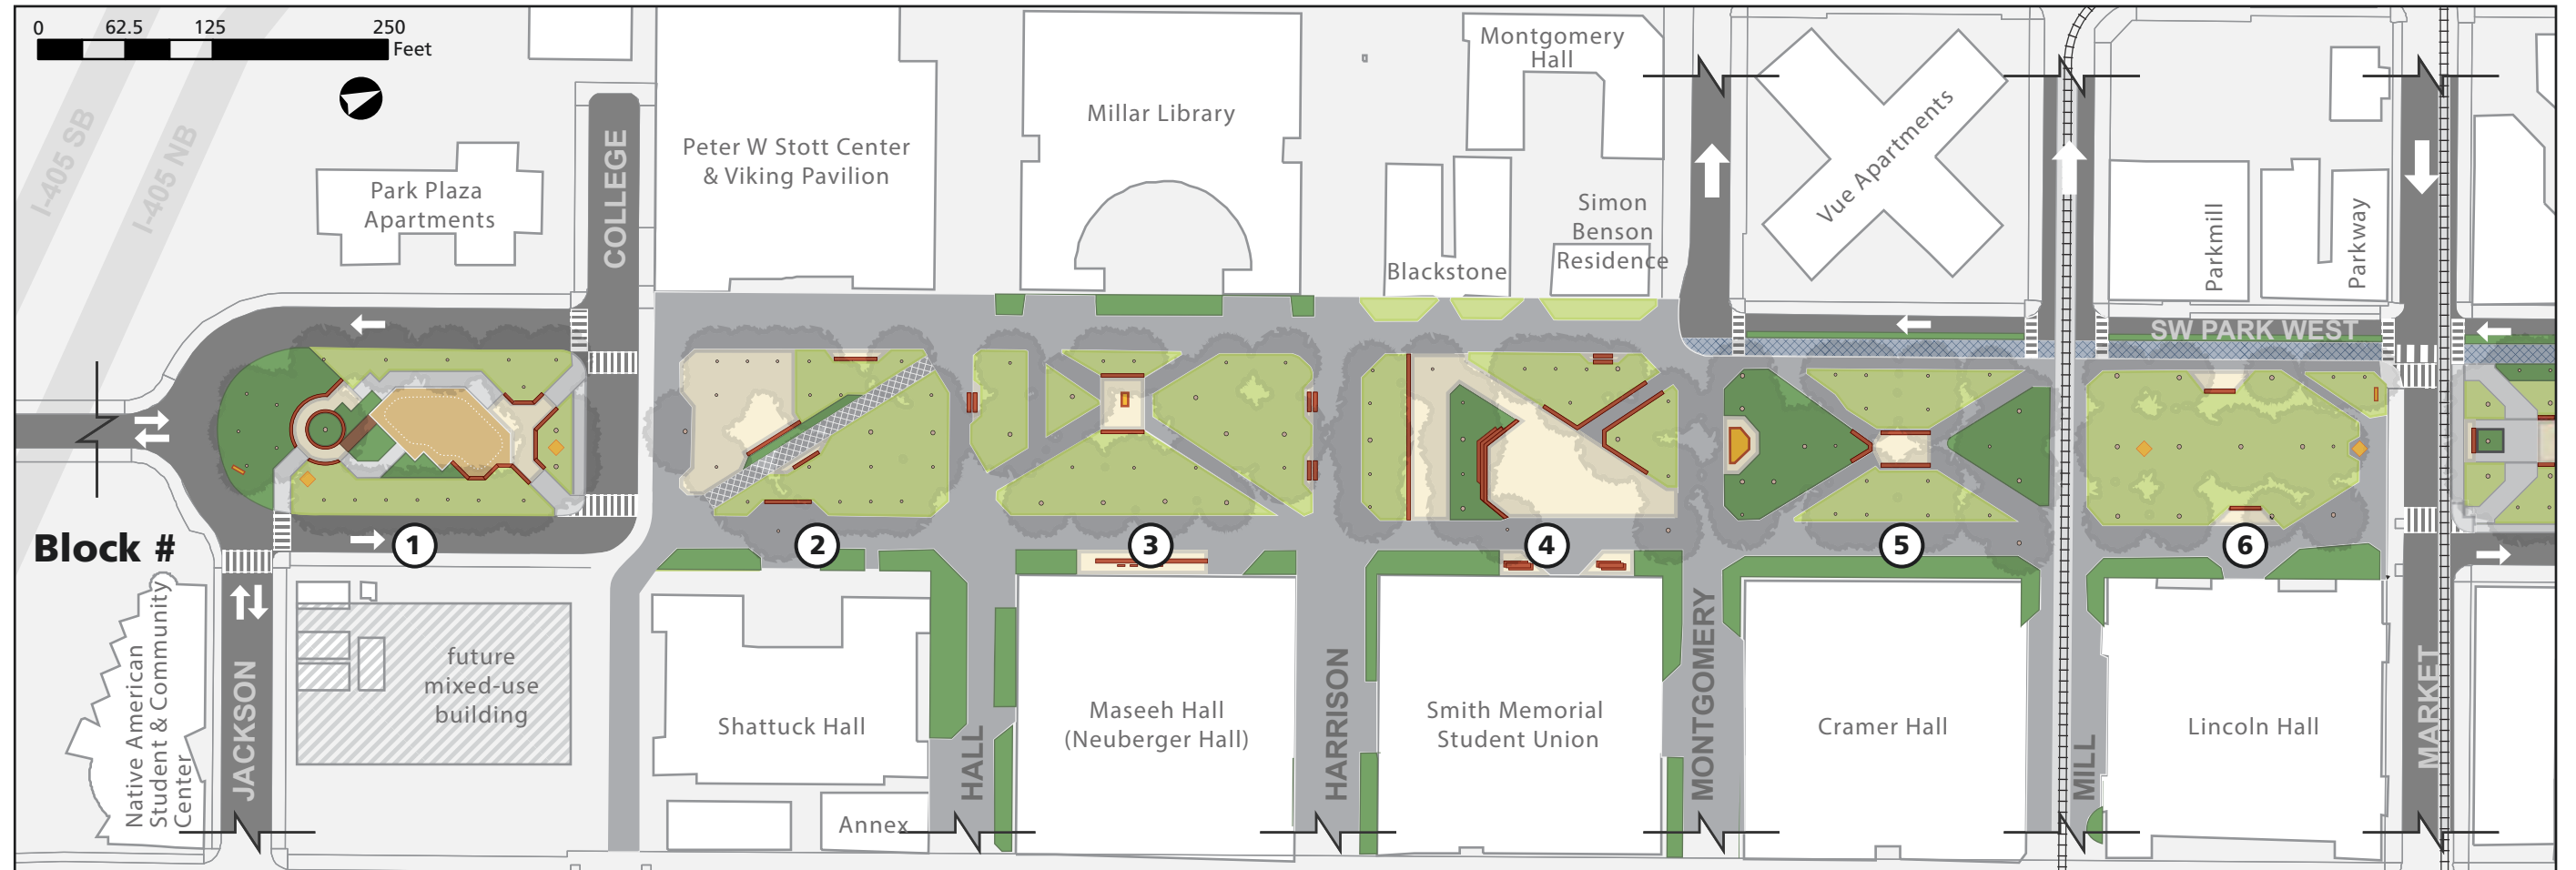 0 62.5 125 250
Feet
I-405 SB
I-405 NB
Park Plaza
Apartments
COLLEGE
Peter W Stott Center
& Viking Pavilion
Millar Library
Montgomery
Hall
Simon
Benson
Residence
Blackstone
Vue Apartments
Parkmill
Parkway
SW PARK WEST
Block #
1
2
3
4
5
6
Native American
Student & Community
Center
JACKSON
future
mixed-use
building
Shattuck Hall
Annex
HALL
Maseeh Hall
(Neuberger Hall)
HARRISON
Smith Memorial
Student Union
MONTGOMERY
Cramer Hall
MILL
Lincoln Hall
MARKET